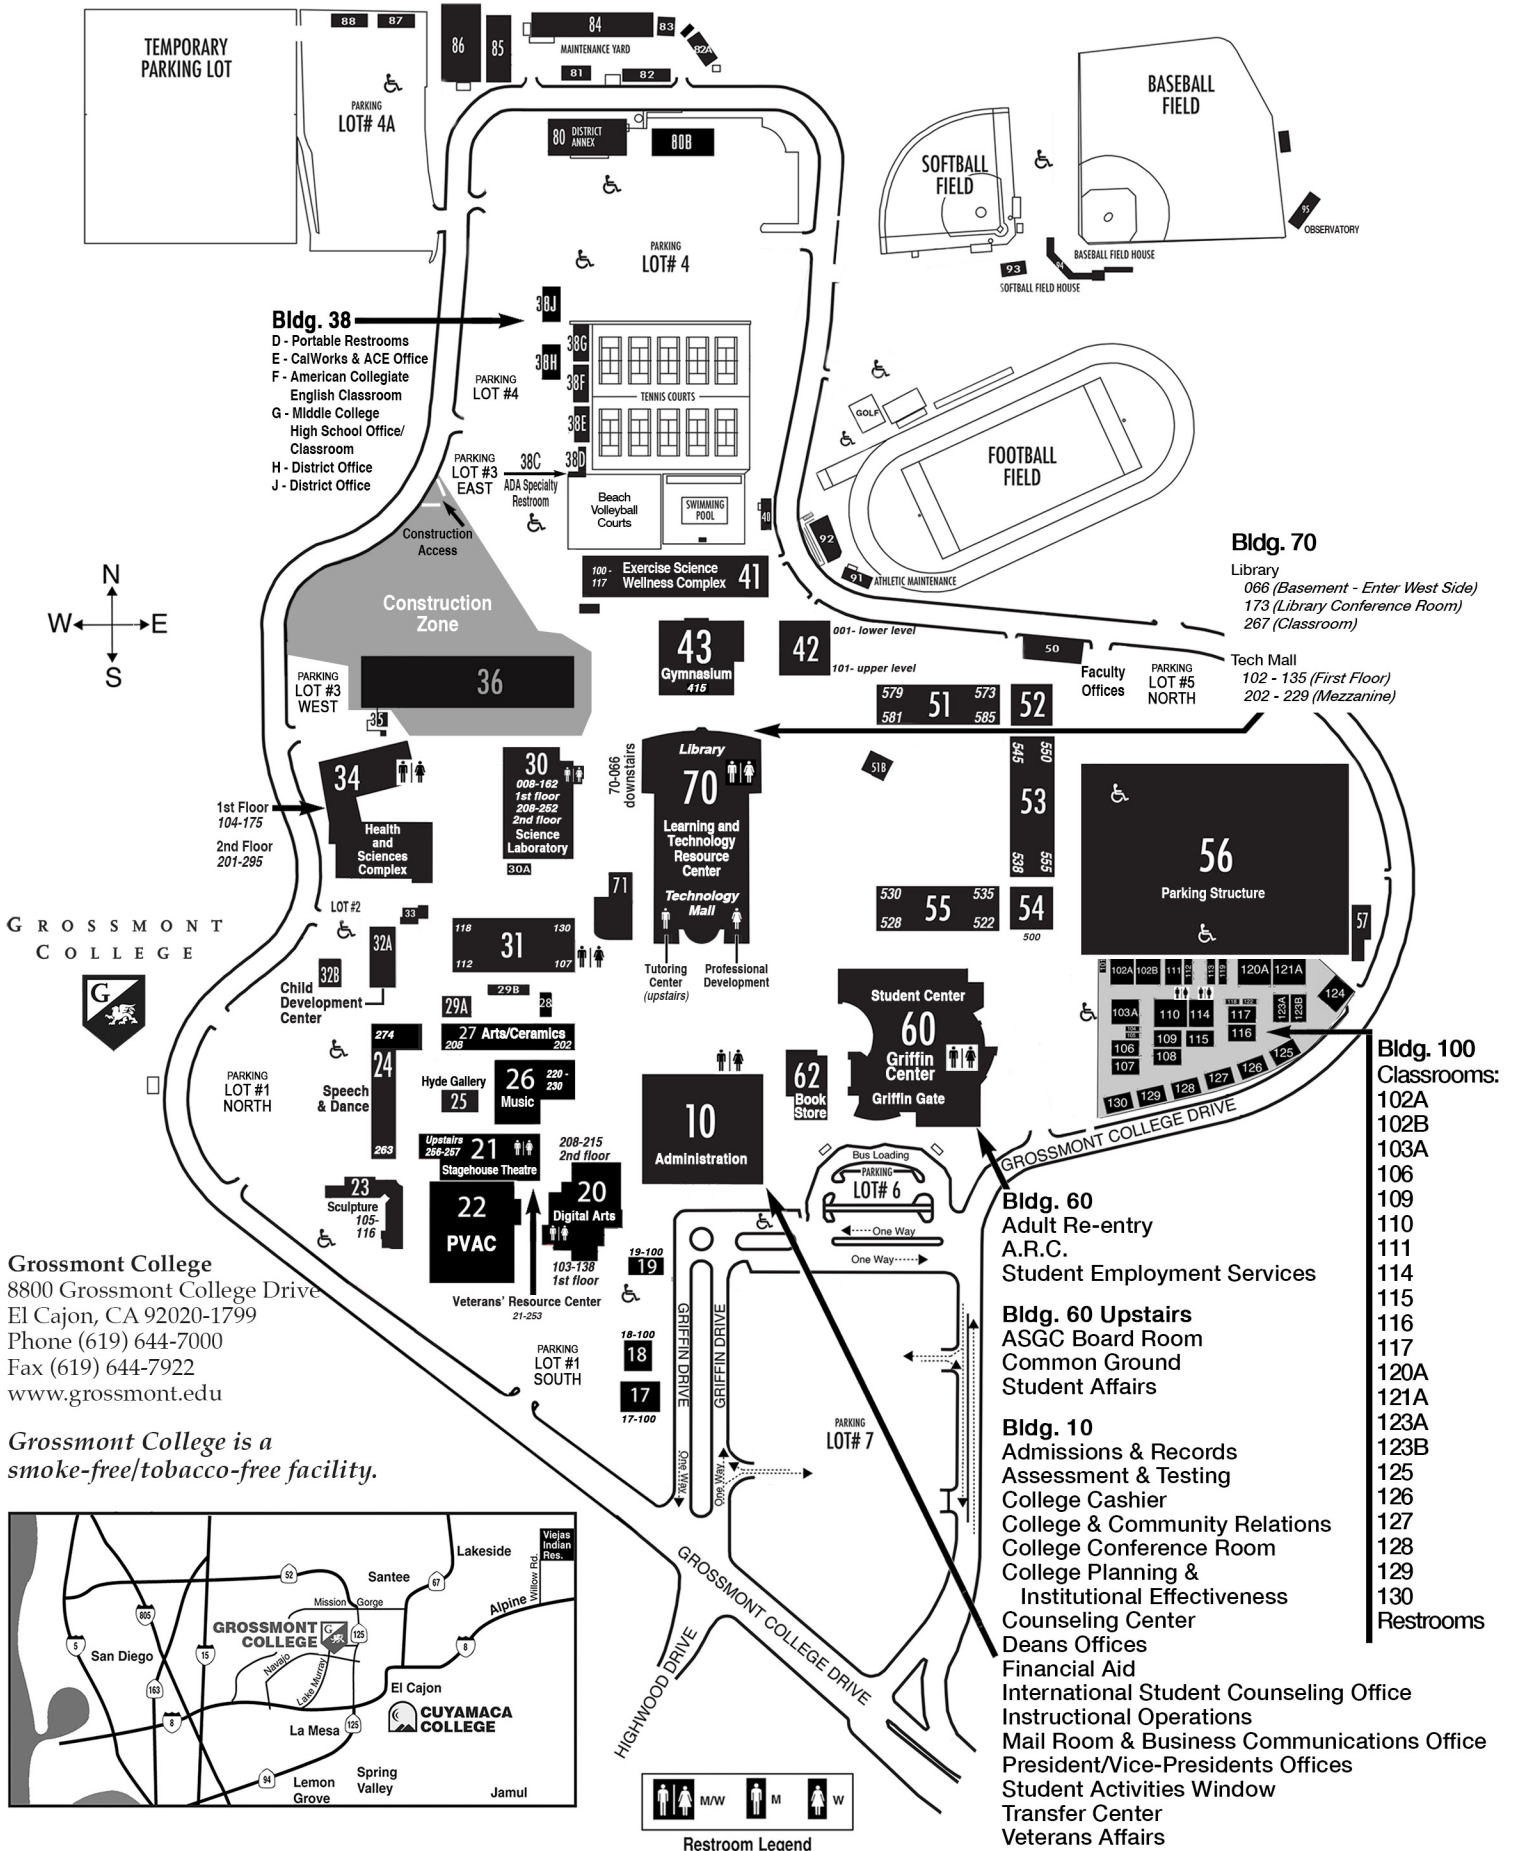 TEMPORARY
PARKING LOT
88
87
PARKING
LOT# 4A
86
85
84
83
82A
MAINTENANCE YARD
81
82
80
DISTRICT
ANNEX
80B
PARKING
LOT# 4
SOFTBALL
FIELD
BASEBALL
FIELD
95
OBSERVATORY
BASEBALL FIELD HOUSE
94
93
SOFTBALL FIELD HOUSE
Bldg. 38
D - Portable Restrooms
E - CalWorks & ACE Office
F - American Collegiate
English Classroom
G - MIddle College
High School Office/
Classroom
H - District Office
J - District Office
38J
38H
38G
38F
38E
38D
PARKING
LOT #4
TENNIS COURTS
PARKING
LOT #3
EAST
38C
ADA Specialty
Restroom
Beach
Volleyball
Courts
SWIMMING
POOL
40
GOLF
FOOTBALL
FIELD
92
91
ATHLETIC MAINTENANCE
Construction
Access
Construction
Zone
N
W
E
S
100 -
117
Exercise Science
Wellness Complex
41
Bldg. 70
Library
066 (Basement - Enter West Side)
173 (Library Conference Room)
267 (Classroom)
Tech Mall
102 - 135 (First Floor)
202 - 229 (Mezzanine)
43
Gymnasium
415
42
001- lower level
101- upper level
50
Faculty
Offices
PARKING
LOT #5
NORTH
PARKING
LOT #3
WEST
36
35
579
573
51
581
585
52
51B
545
550
53
538
555
530
535
55
528
522
54
500
56
Parking Structure
57
34
Health
and
Sciences
Complex
1st Floor
104-175
2nd Floor
201-295
30
008-162
1st floor
208-252
2nd floor
Science
Laboratory
30A
70-066
downstairs
Library
70
Learning and
Technology
Resource
Center
Technology
Mall
71
Tutoring
Center
(upstairs)
Professional
Development
GROSSMONT
COLLEGE
G
LOT #2
33
32A
32B
Child
Development
Center
118
130
31
112
107
29B
29A
28
274
24
Speech
& Dance
263
27 Arts/Ceramics
208
202
PARKING
LOT #1
NORTH
Hyde Gallery
25
26
Music
220 -
230
Upstairs
256-257
21
Stagehouse Theatre
208-215
2nd floor
20
Digital Arts
103-138
1st floor
22
PVAC
23
Sculpture
105-
116
Veterans' Resource Center
21-253
19-100
19
18-100
18
17
17-100
PARKING
LOT #1
SOUTH
10
Administration
62
Book
Store
Student Center
60
Griffin
Center
Griffin Gate
101
102A
102B
111
112
113
119
120A
121A
124
103A
104
105
110
114
118
122
117
123A
123B
106
107
109
108
115
116
125
126
127
128
129
130
GROSSMONT COLLEGE DRIVE
Bus Loading
PARKING
LOT# 6
One Way
One Way
GRIFFIN DRIVE
GRIFFIN DRIVE
One Way
One Way
PARKING
LOT# 7
GROSSMONT COLLEGE DRIVE
HIGHWOOD DRIVE
Bldg. 100
Classrooms:
102A
102B
103A
106
109
110
111
114
115
116
117
120A
121A
123A
123B
125
126
127
128
129
130
Restrooms
Bldg. 60
Adult Re-entry
A.R.C.
Student Employment Services
Bldg. 60 Upstairs
ASGC Board Room
Common Ground
Student Affairs
Bldg. 10
Admissions & Records
Assessment & Testing
College Cashier
College & Community Relations
College Conference Room
College Planning &
Institutional Effectiveness
Counseling Center
Deans Offices
Financial Aid
International Student Counseling Office
Instructional Operations
Mail Room & Business Communications Office
President/Vice-Presidents Offices
Student Activities Window
Transfer Center
Veterans Affairs
Grossmont College
8800 Grossmont College Drive
El Cajon, CA 92020-1799
Phone (619) 644-7000
Fax (619) 644-7922
www.grossmont.edu
Grossmont College is a
smoke-free/tobacco-free facility.
Viejas
Indian
Res.
Lakeside
52
Santee
67
Willow Rd.
Alpine
805
Mission Gorge
GROSSMONT
COLLEGE
G
125
5
San Diego
15
8
Navajo
Lake Murray
163
El Cajon
CUYAMACA
COLLEGE
8
La Mesa
125
94
Lemon
Grove
Spring
Valley
Jamul
M/W
M
W
Restroom Legend